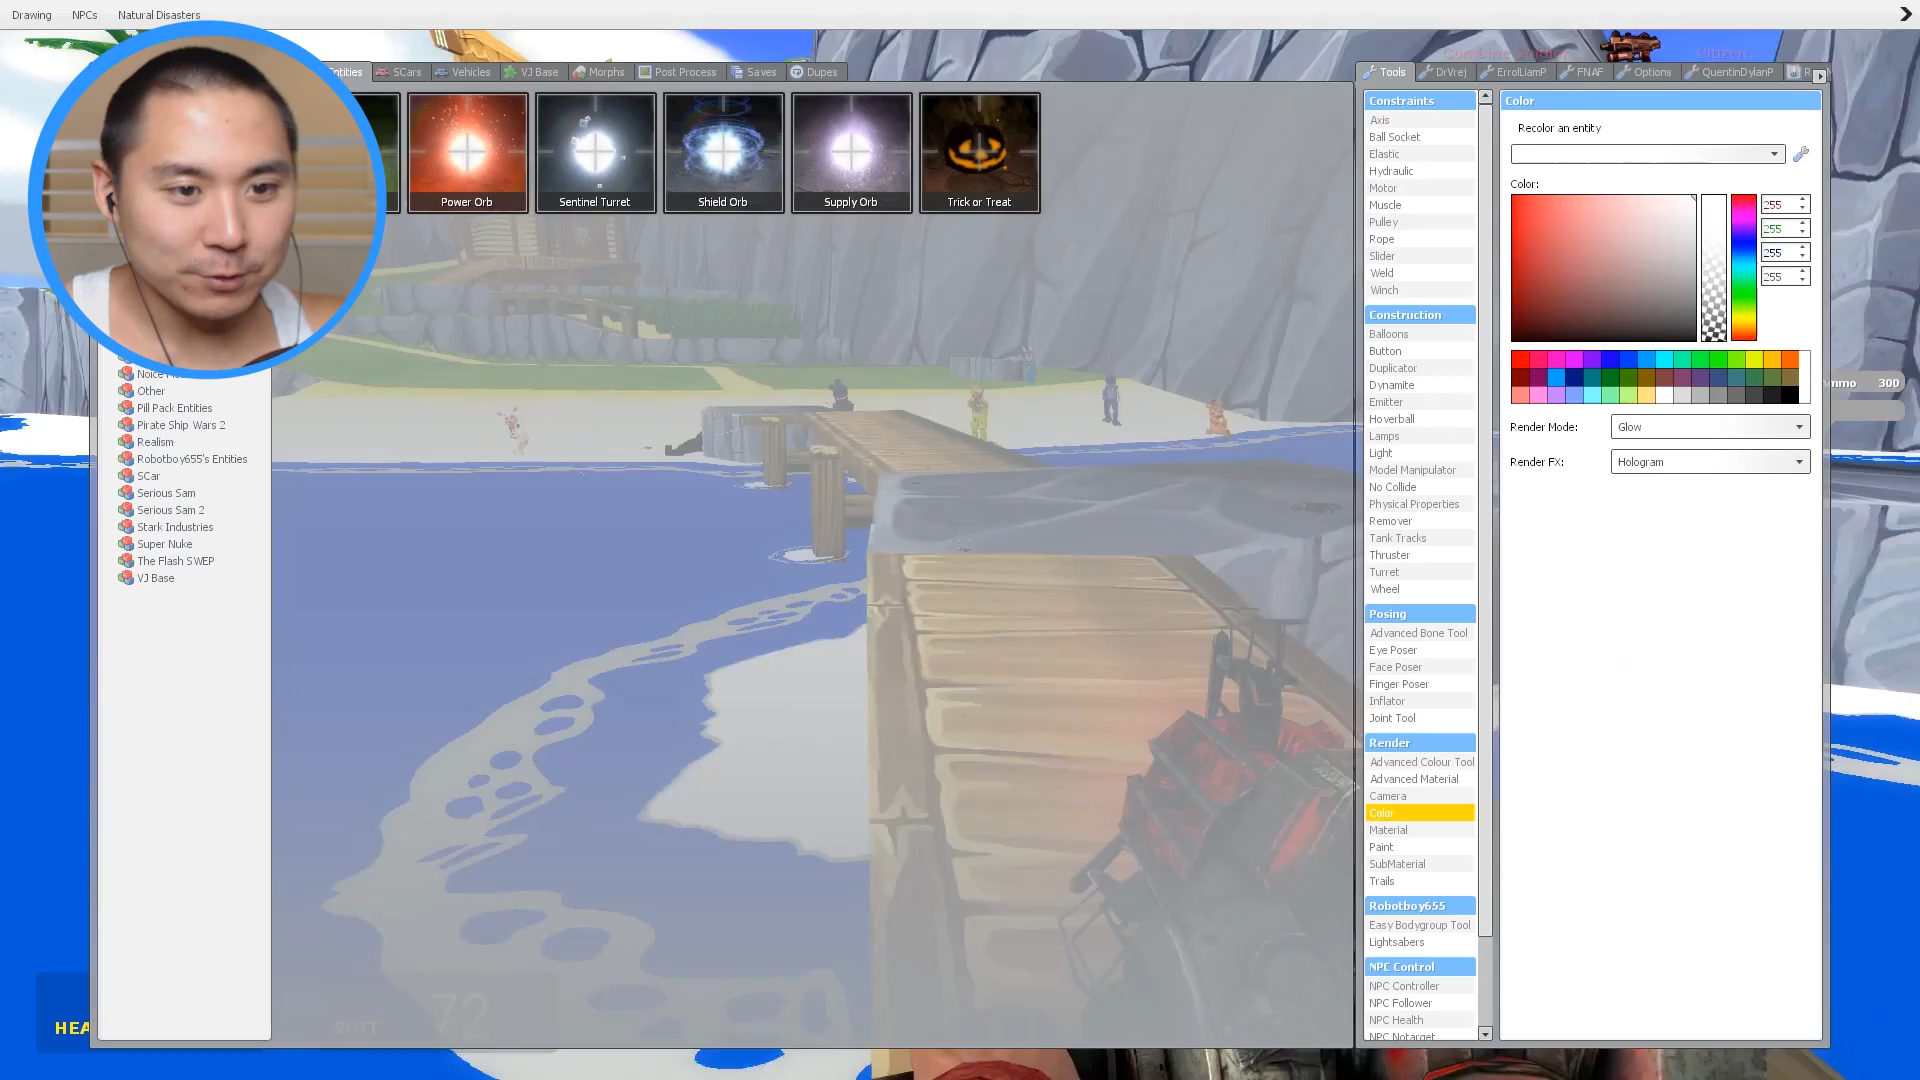 Drawing NPCs Natural Disasters
Combine Soldier Citizen
Entities SCars Vehicles VJ Base Morphs Post Process Saves Dupes
Tools DrVrej ErrolLiamP FNAF Options QuentinDylanP
Power Orb Sentinel Turret Shield Orb Supply Orb Trick or Treat
Other
Pill Pack Entities
Pirate Ship Wars 2
Realism
Robotboy655's Entities
SCar
Serious Sam
Serious Sam 2
Stark Industries
Super Nuke
The Flash SWEP
VJ Base
HEA
SUIT 72
Constraints
Axis
Ball Socket
Elastic
Hydraulic
Motor
Muscle
Pulley
Rope
Slider
Weld
Winch
Construction
Balloons
Button
Duplicator
Dynamite
Emitter
Hoverball
Lamps
Light
Model Manipulator
No Collide
Physical Properties
Remover
Tank Tracks
Thruster
Turret
Wheel
Posing
Advanced Bone Tool
Eye Poser
Face Poser
Finger Poser
Inflator
Joint Tool
Render
Advanced Colour Tool
Advanced Material
Camera
Color
Material
Paint
SubMaterial
Trails
Robotboy655
Easy Bodygroup Tool
Lightsabers
NPC Control
NPC Controller
NPC Follower
NPC Health
NPC Notarget
Color
Recolor an entity
Color:
255
255
255
255
Render Mode: Glow
Render FX: Hologram
mmo 300